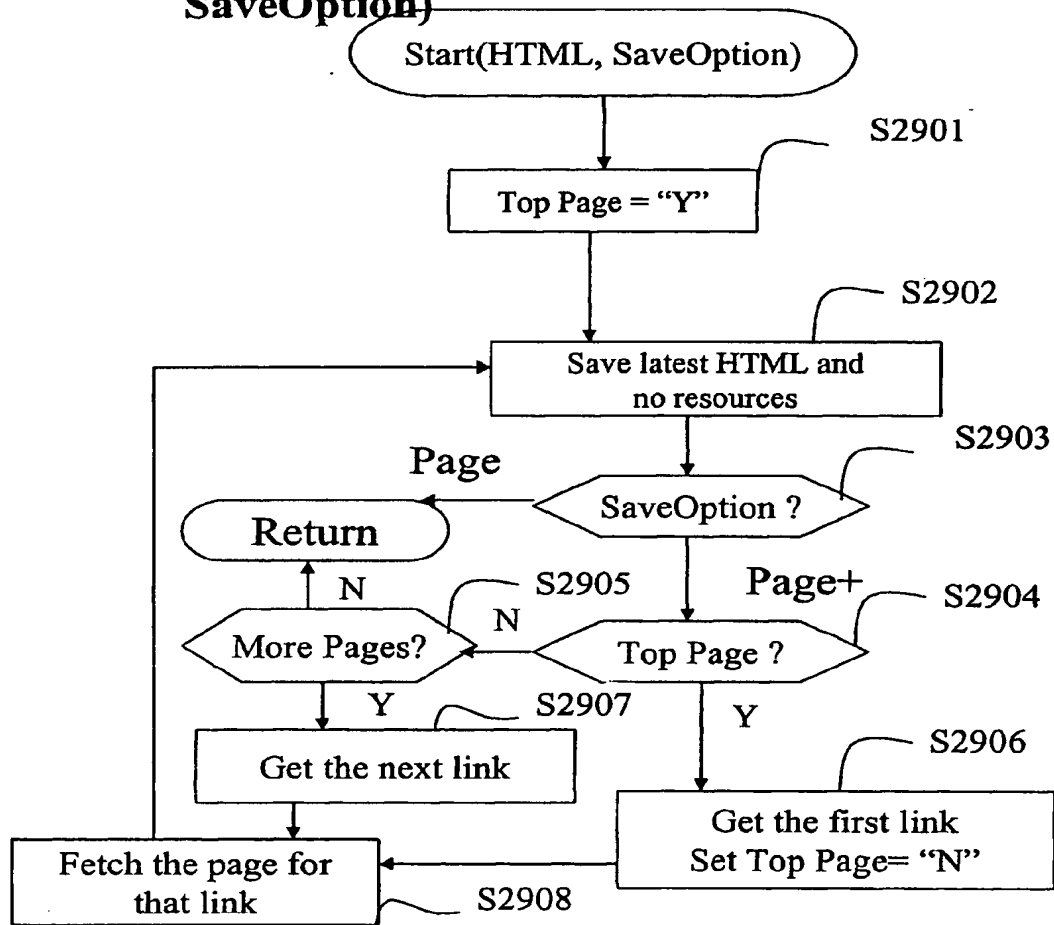 SaveOption)
Start(HTML, SaveOption)
S2901
Top Page = “Y”
S2902
Save latest HTML and
no resources
S2903
Page
SaveOption ?
Return
N
S2905
Page+
S2904
More Pages?
N
Top Page ?
Y
S2907
Y
S2906
Get the next link
Get the first link
Set Top Page= “N”
Fetch the page for
that link
S2908